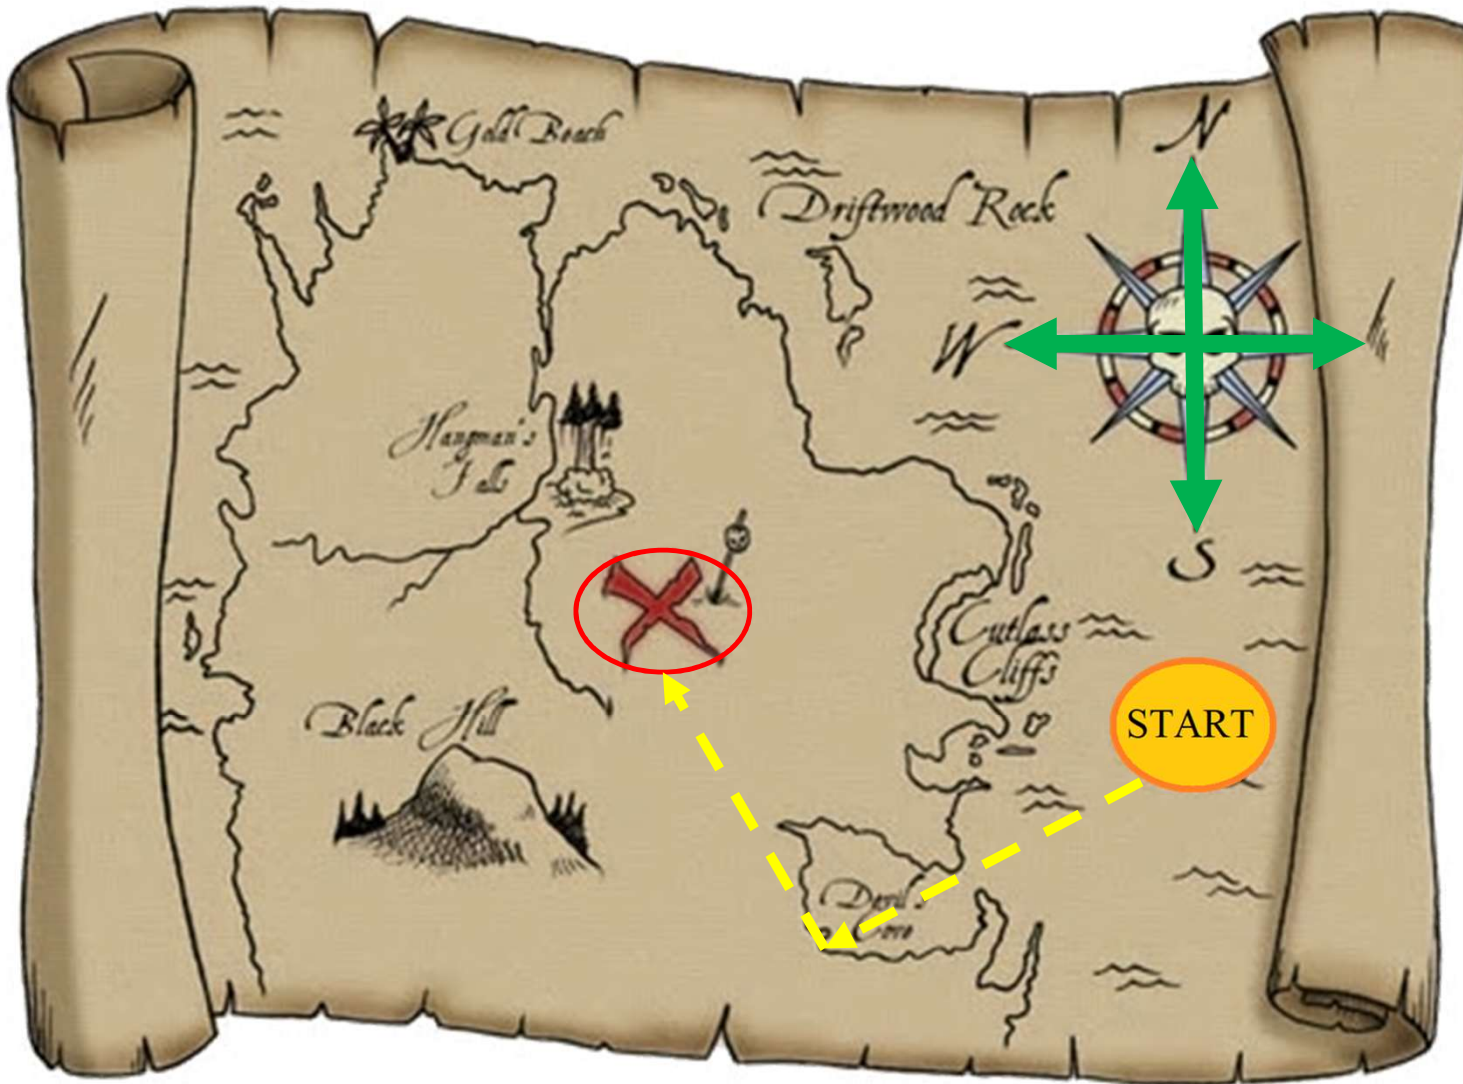 Gold Beach
N
Driftwood Rock
W
Hangman's
Falls
S
Cutlass
Cliffs
START
Black Hill
Devil's
Cove